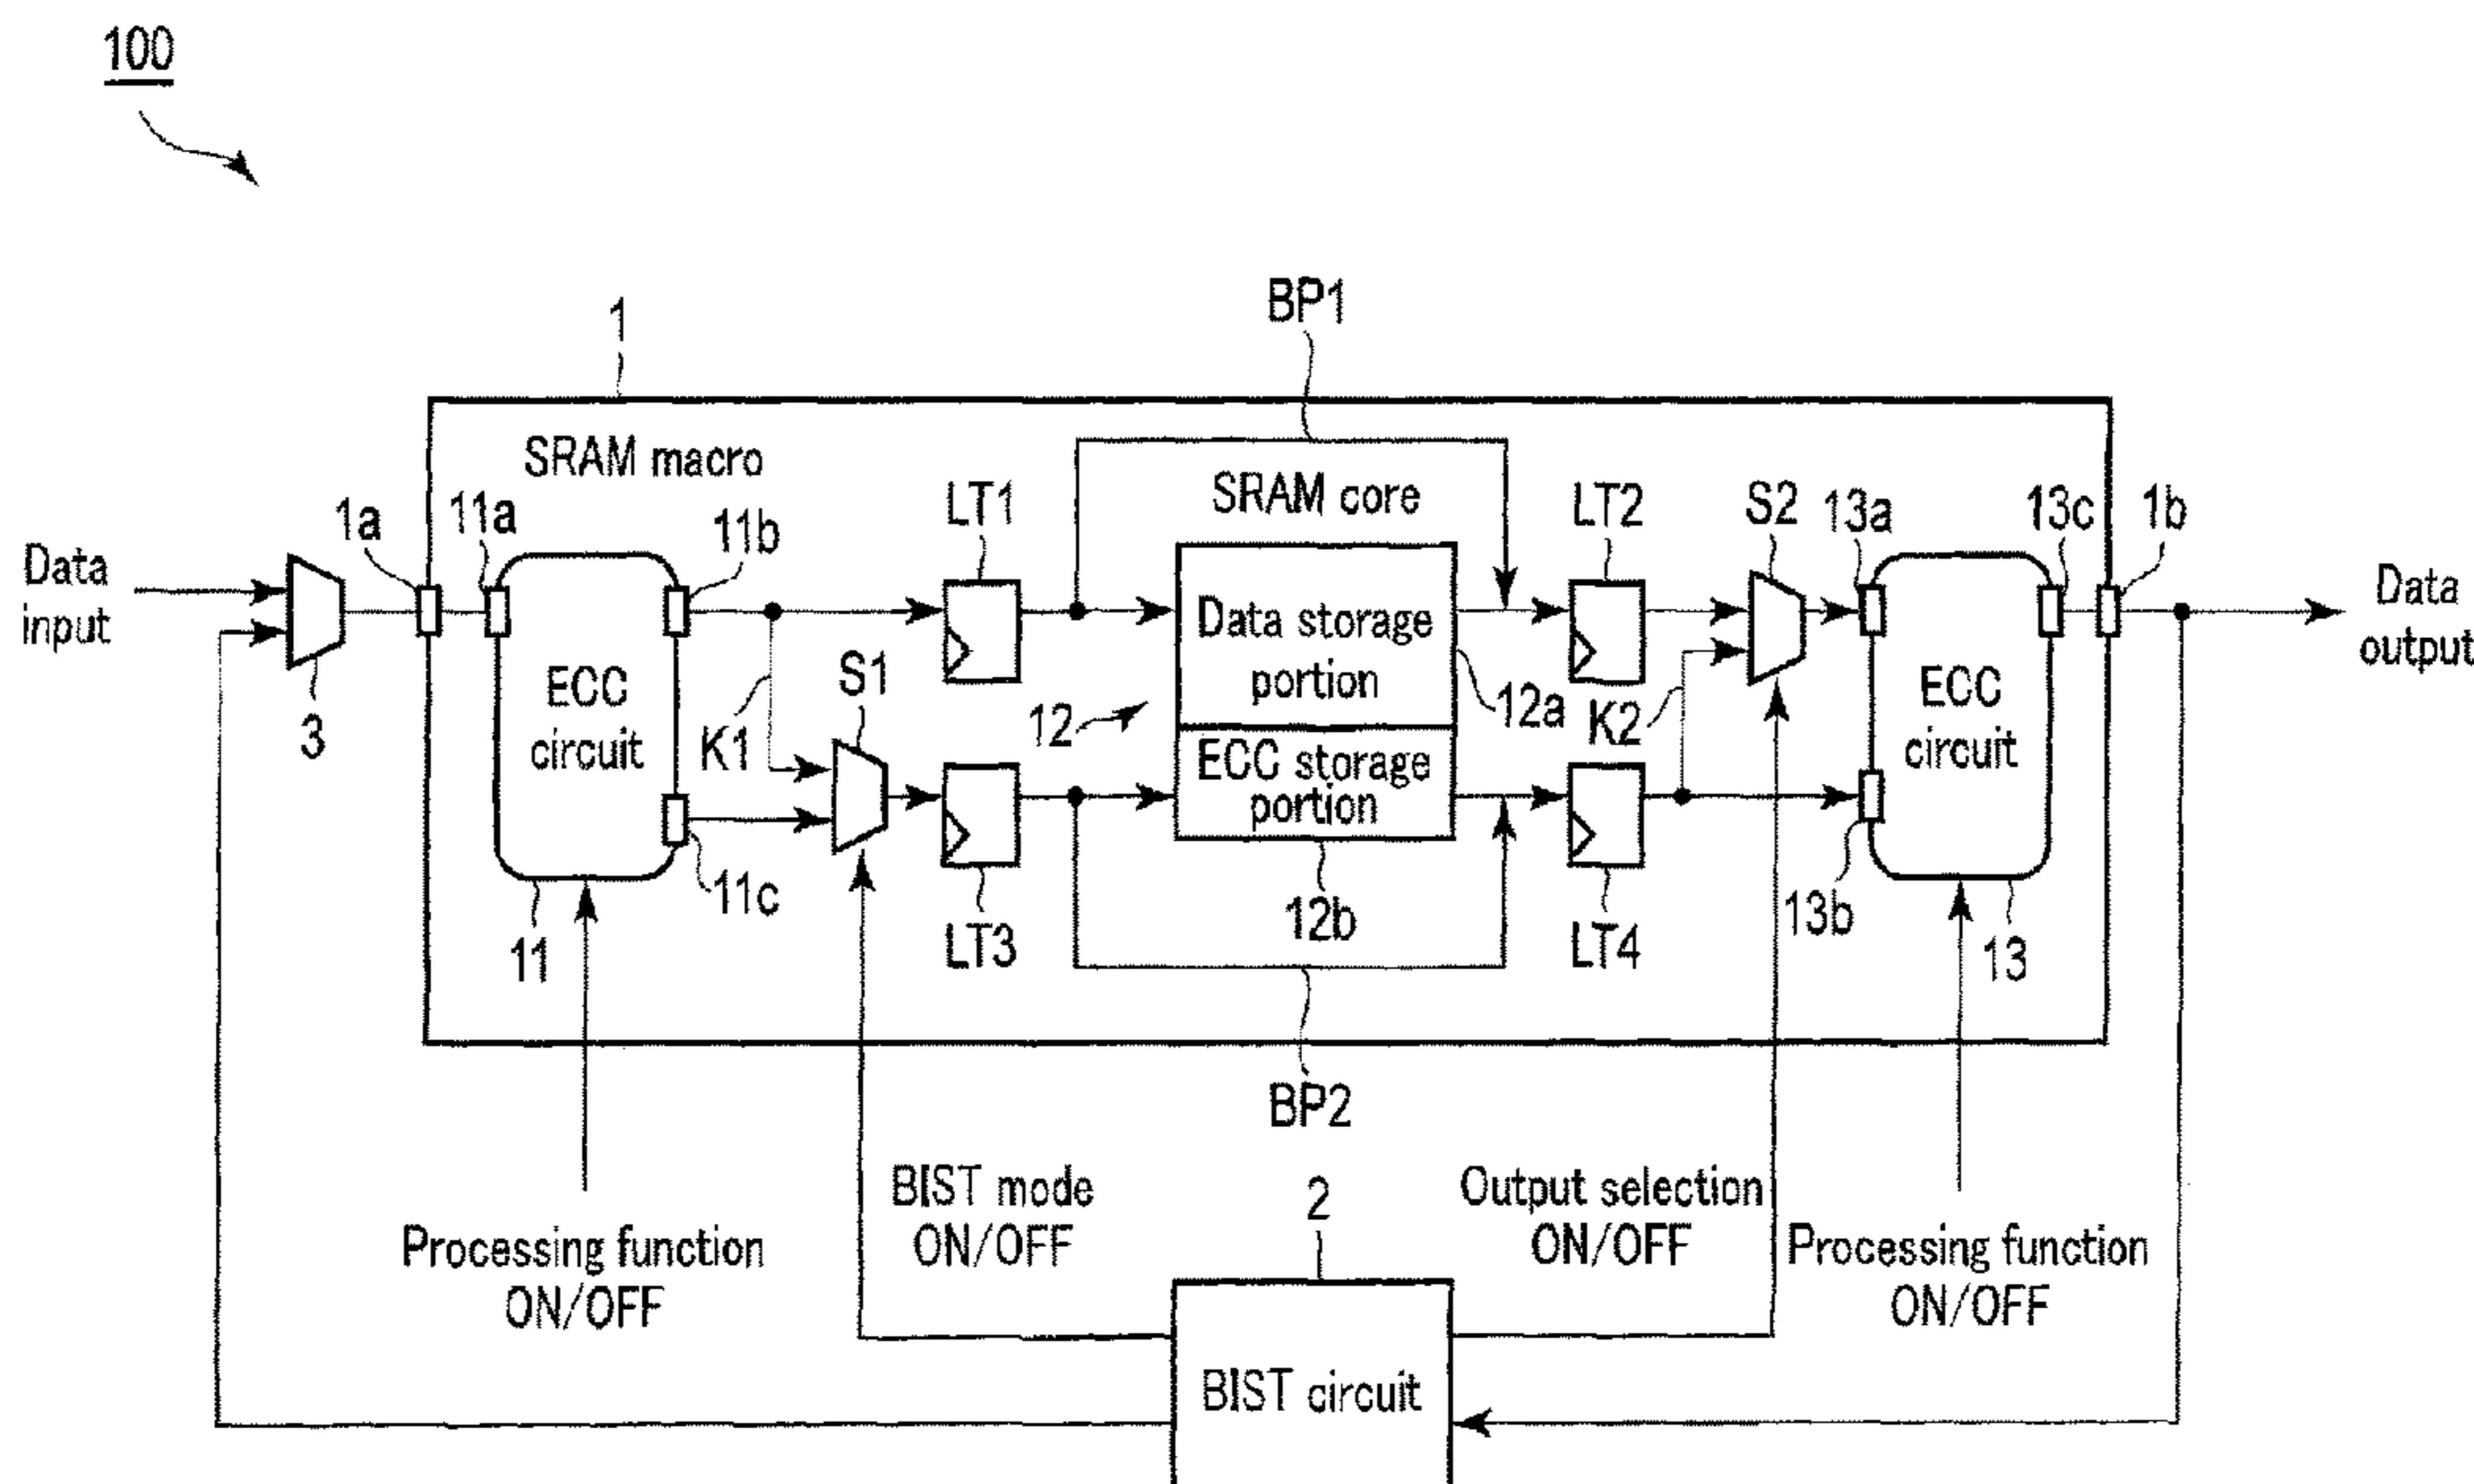 100
BP1
1
SRAM macro
SRAM core
1a
11a
11b
LT1
LT2
S2
13a
13c
1b
Data
input
Data
output
ECC
circuit
Data storage
portion
ECC
circuit
3
K1
S1
12
12a
K2
ECC storage
portion
11
11c
LT3
12b
LT4
13b
13
BP2
Processing function
ON/OFF
BIST mode
ON/OFF
2
Output selection
ON/OFF
Processing function
ON/OFF
BIST circuit